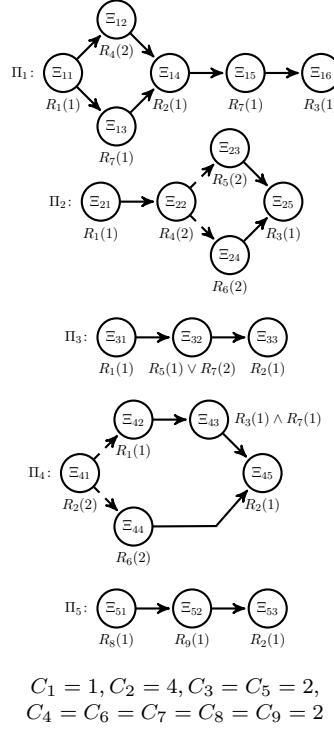 Ξ12
R4(2)
Π1: Ξ11 Ξ14 Ξ15 Ξ16
R1(1) R2(1) R7(1) R3(1)
Ξ13
R7(1)
Ξ23
R5(2)
Π2: Ξ21 Ξ22 Ξ25
R1(1) R4(2) R3(1)
Ξ24
R6(2)
Π3: Ξ31 Ξ32 Ξ33
R1(1) R5(1) ∨ R7(2) R2(1)
Ξ42 Ξ43 R3(1) ∧ R7(1)
R1(1)
Π4: Ξ41 Ξ45
R2(2) R2(1)
Ξ44
R6(2)
Π5: Ξ51 Ξ52 Ξ53
R8(1) R9(1) R2(1)
C1 = 1, C2 = 4, C3 = C5 = 2,
C4 = C6 = C7 = C8 = C9 = 2